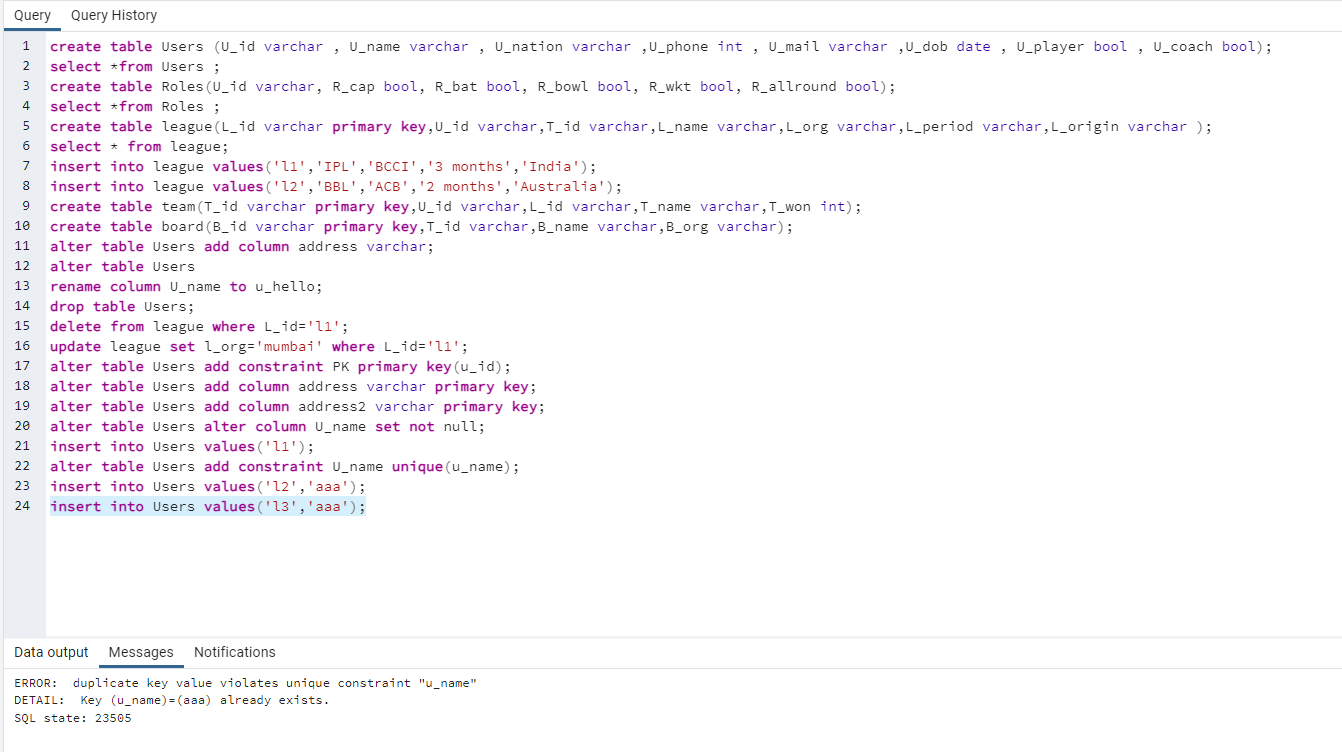 Query Query History
1 create table Users (U_id varchar , U_name varchar , U_nation varchar ,U_phone int , U_mail varchar ,U_dob date , U_player bool , U_coach bool);
2 select *from Users ;
3 create table Roles(U_id varchar, R_cap bool, R_bat bool, R_bowl bool, R_wkt bool, R_allround bool);
4 select *from Roles ;
5 create table league(L_id varchar primary key,U_id varchar,T_id varchar,L_name varchar,L_org varchar,L_period varchar,L_origin varchar );
6 select * from league;
7 insert into league values('l1','IPL','BCCI','3 months','India');
8 insert into league values('l2','BBL','ACB','2 months','Australia');
9 create table team(T_id varchar primary key,U_id varchar,L_id varchar,T_name varchar,T_won int);
10 create table board(B_id varchar primary key,T_id varchar,B_name varchar,B_org varchar);
11 alter table Users add column address varchar;
12 alter table Users
13 rename column U_name to u_hello;
14 drop table Users;
15 delete from league where L_id='l1';
16 update league set l_org='mumbai' where L_id='l1';
17 alter table Users add constraint PK primary key(u_id);
18 alter table Users add column address varchar primary key;
19 alter table Users add column address2 varchar primary key;
20 alter table Users alter column U_name set not null;
21 insert into Users values('l1');
22 alter table Users add constraint U_name unique(u_name);
23 insert into Users values('l2','aaa');
24 insert into Users values('l3','aaa');
Data output Messages Notifications
ERROR:  duplicate key value violates unique constraint "u_name"
DETAIL:  Key (u_name)=(aaa) already exists.
SQL state: 23505